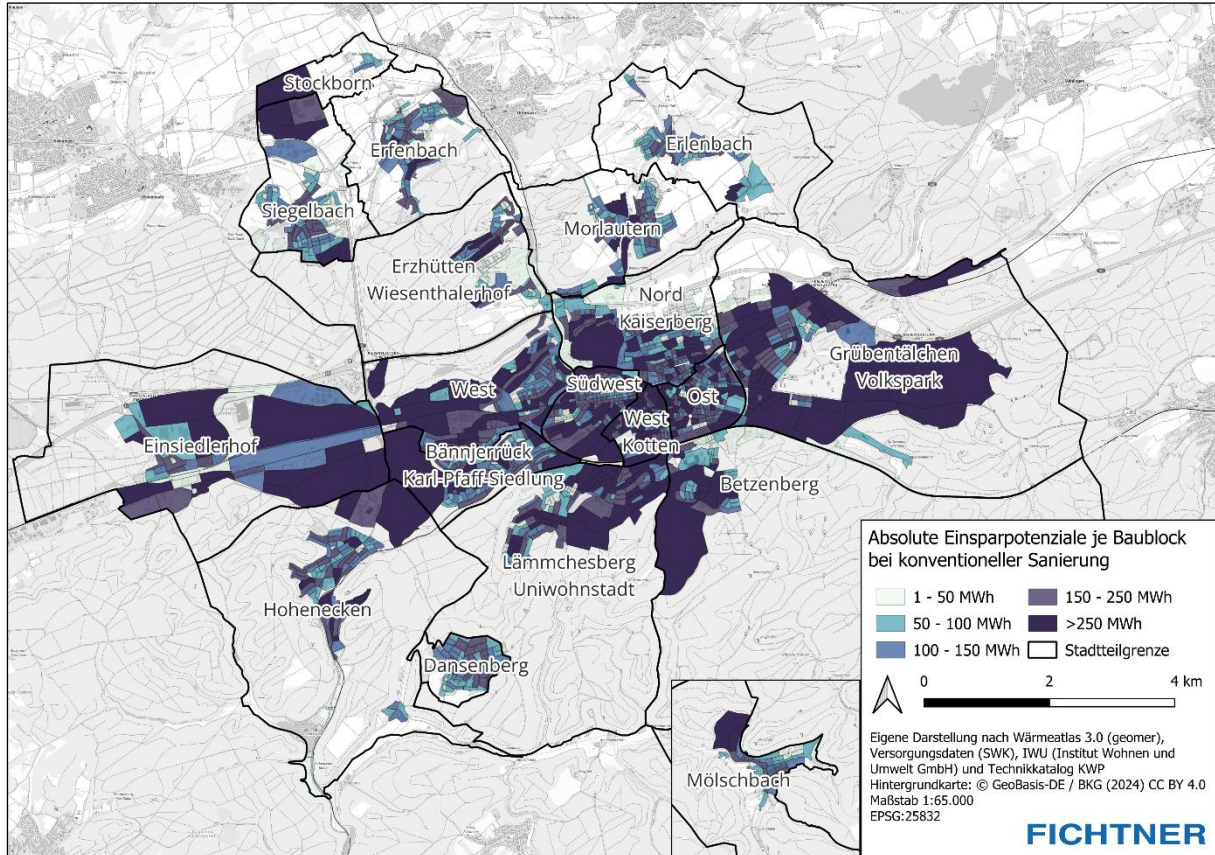 Stockborn
Erfenbach
Erlenbach
Siegelbach
Morlautern
Erzhütten
Wiesenthalerhof
Nord
Kaiserberg
Grübentälchen
Volkspark
West
Südwest
Ost
West
Kotten
Einsiedlerhof
Bännjerrück
Karl-Pfaff-Siedlung
Betzenberg
Lämmchesberg
Uniwohnstadt
Hohenecken
Dansenberg
Mölschbach
Absolute Einsparpotenziale je Baublock
bei konventioneller Sanierung
1 - 50 MWh
150 - 250 MWh
50 - 100 MWh
>250 MWh
100 - 150 MWh
Stadtteilgrenze
0 2 4 km
Eigene Darstellung nach Wärmeatlas 3.0 (geomer),
Versorgungsdaten (SWK), IWU (Institut Wohnen und
Umwelt GmbH) und Technikkatalog KWP
Hintergrundkarte: © GeoBasis-DE / BKG (2024) CC BY 4.0
Maßstab 1:65.000
EPSG:25832
FICHTNER